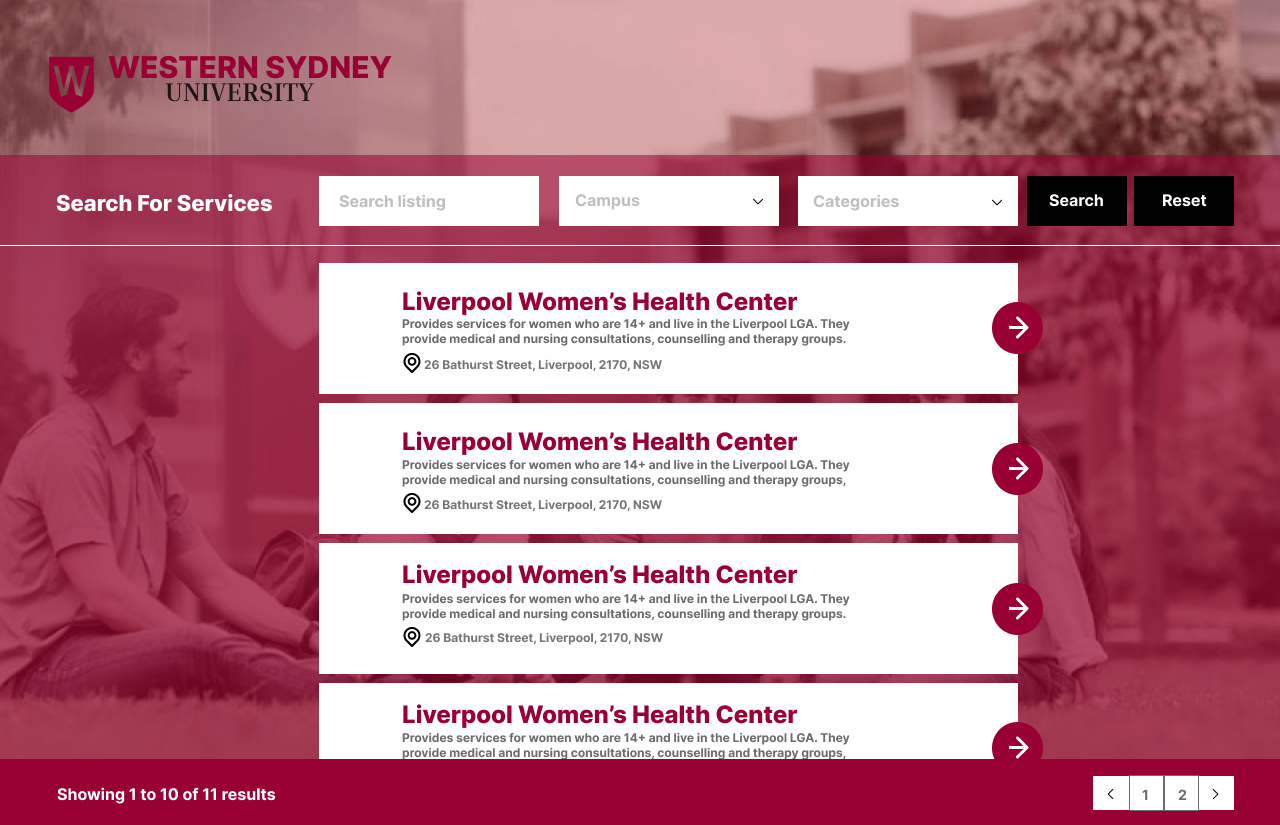 W
WESTERN SYDNEY
UNIVERSITY
Search For Services
Search listing
Campus
Categories
Search
Reset
Liverpool Women’s Health Center
Provides services for women who are 14+ and live in the Liverpool LGA. They
provide medical and nursing consultations, counselling and therapy groups.
26 Bathurst Street, Liverpool, 2170, NSW
Liverpool Women’s Health Center
Provides services for women who are 14+ and live in the Liverpool LGA. They
provide medical and nursing consultations, counselling and therapy groups,
26 Bathurst Street, Liverpool, 2170, NSW
Liverpool Women’s Health Center
Provides services for women who are 14+ and live in the Liverpool LGA. They
provide medical and nursing consultations, counselling and therapy groups.
26 Bathurst Street, Liverpool, 2170, NSW
Liverpool Women’s Health Center
Provides services for women who are 14+ and live in the Liverpool LGA. They
provide medical and nursing consultations, counselling and therapy groups,
Showing 1 to 10 of 11 results
1
2